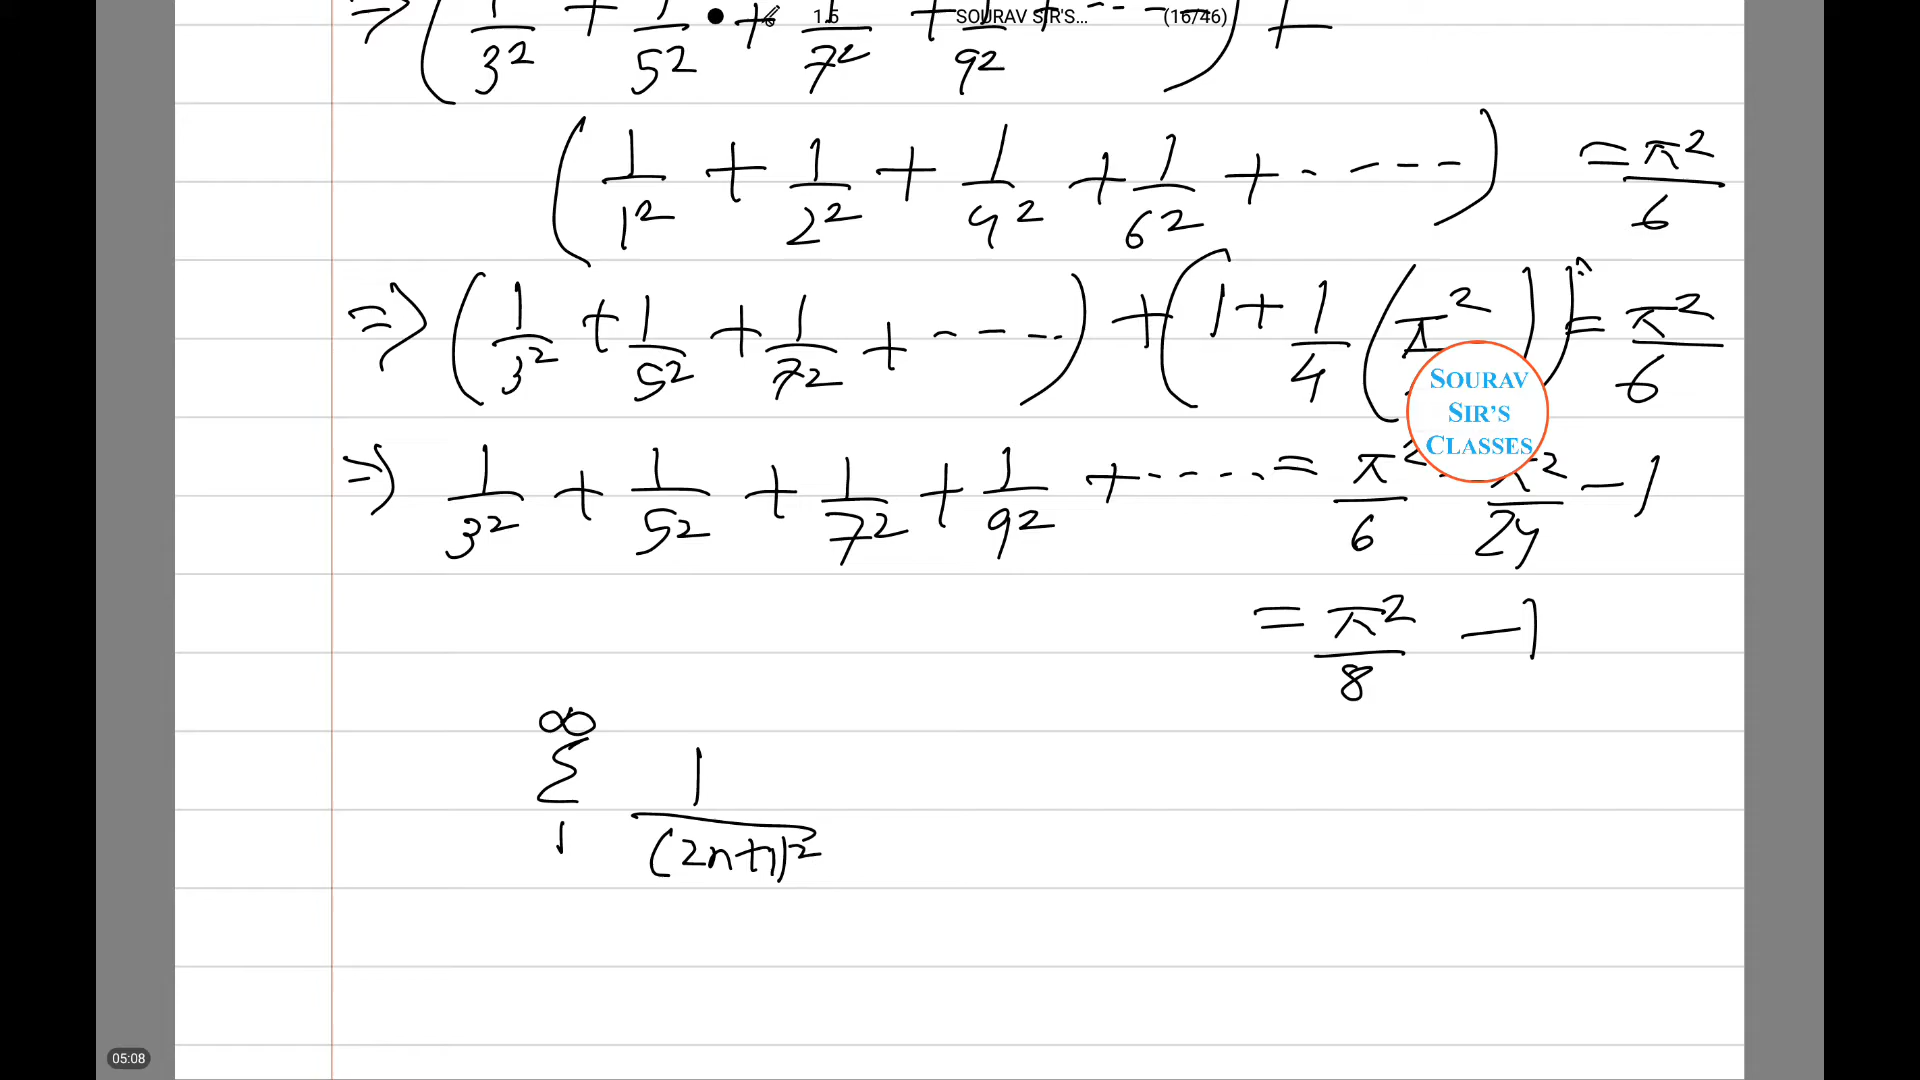 1.5 SOURAV SIR'S... (16/46)
⇒ (1/3² + 1/5² + 1/7² + 1/9² + -----) +
(1/1² + 1/2² + 1/4² + 1/6² + -----) = π²/6
⇒ (1/3² + 1/5² + 1/7² + ----) + (1 + 1/4 (π²)) = π²/6
SOURAV
SIR'S
CLASSES
⇒ 1/3² + 1/5² + 1/7² + 1/9² + ----- = π²/6 π²/24 - 1
= π²/8 - 1
∞
Σ 1/(2n+1)²
1
05:08